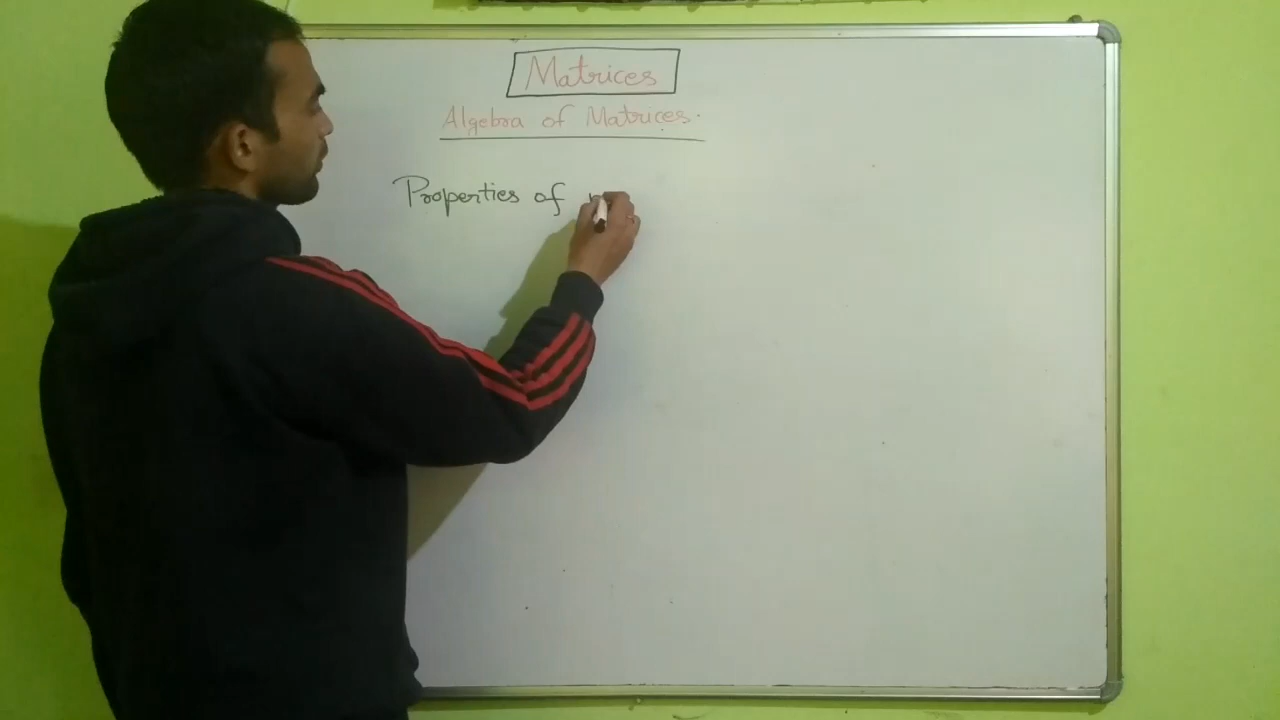 Matrices
Algebra of Matrices.
Properties of